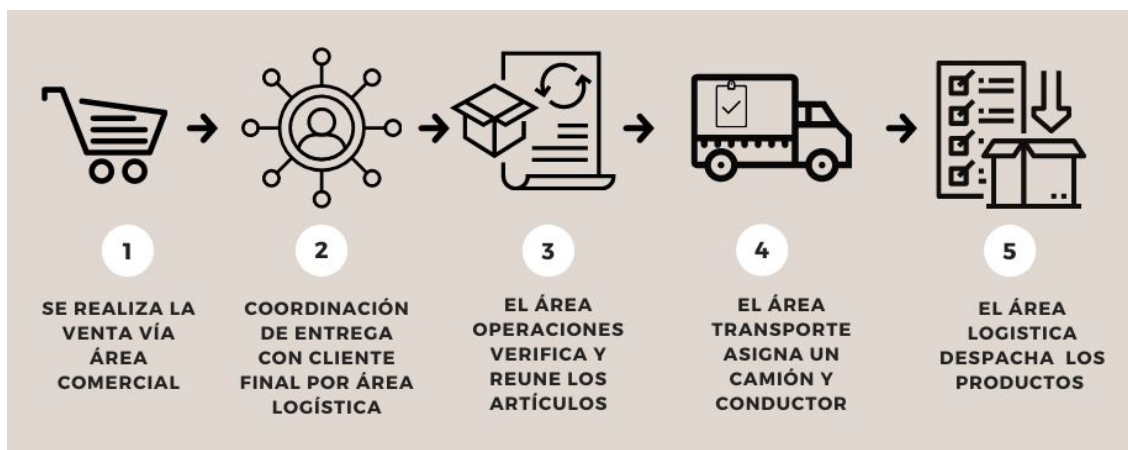 1
SE REALIZA LA
VENTA VÍA
ÁREA
COMERCIAL
2
COORDINACIÓN
DE ENTREGA
CON CLIENTE
FINAL POR ÁREA
LOGÍSTICA
3
EL ÁREA
OPERACIONES
VERIFICA Y
REUNE LOS
ARTÍCULOS
4
EL ÁREA
TRANSPORTE
ASIGNA UN
CAMIÓN Y
CONDUCTOR
5
EL ÁREA
LOGISTICA
DESPACHA LOS
PRODUCTOS